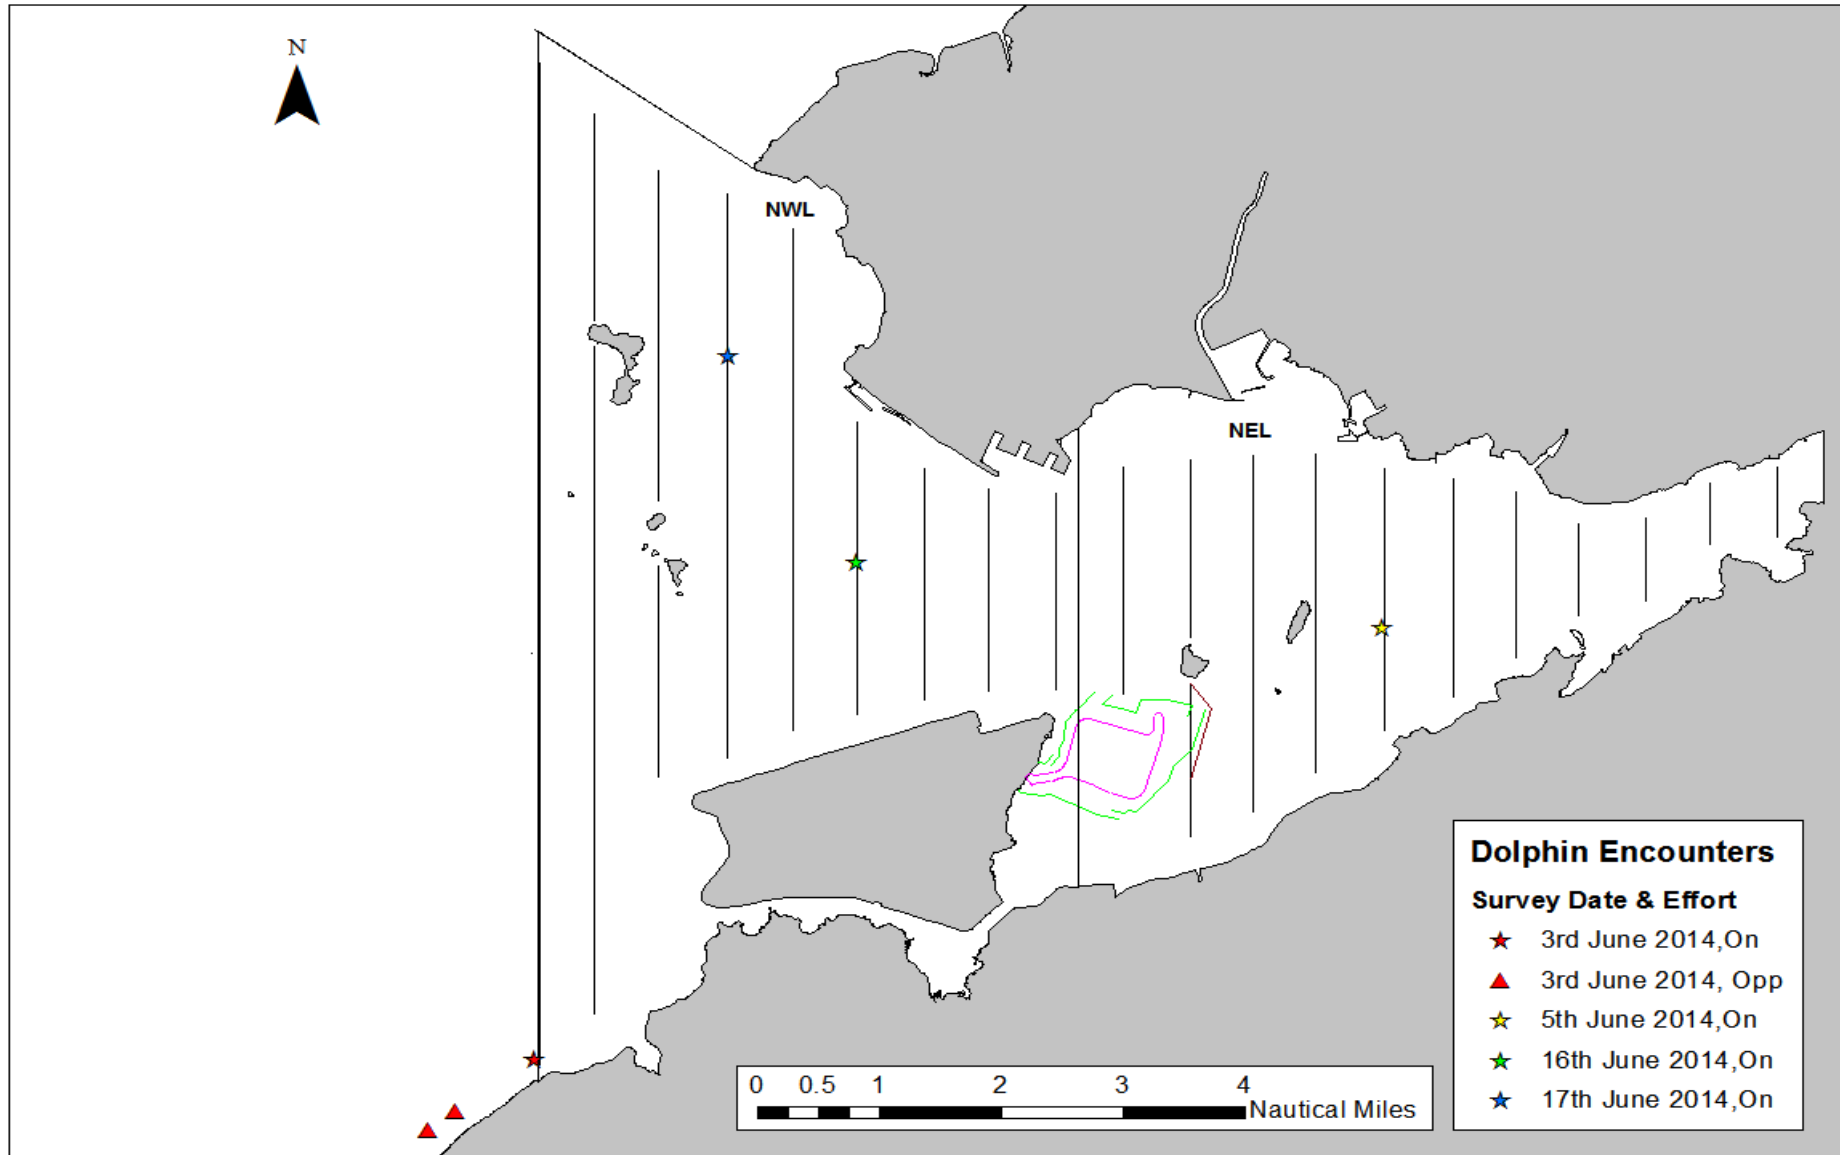 N
NWL
NEL
Dolphin Encounters
Survey Date & Effort
3rd June 2014,On
3rd June 2014, Opp
5th June 2014,On
16th June 2014,On
17th June 2014,On
0 0.5 1 2 3 4
Nautical Miles